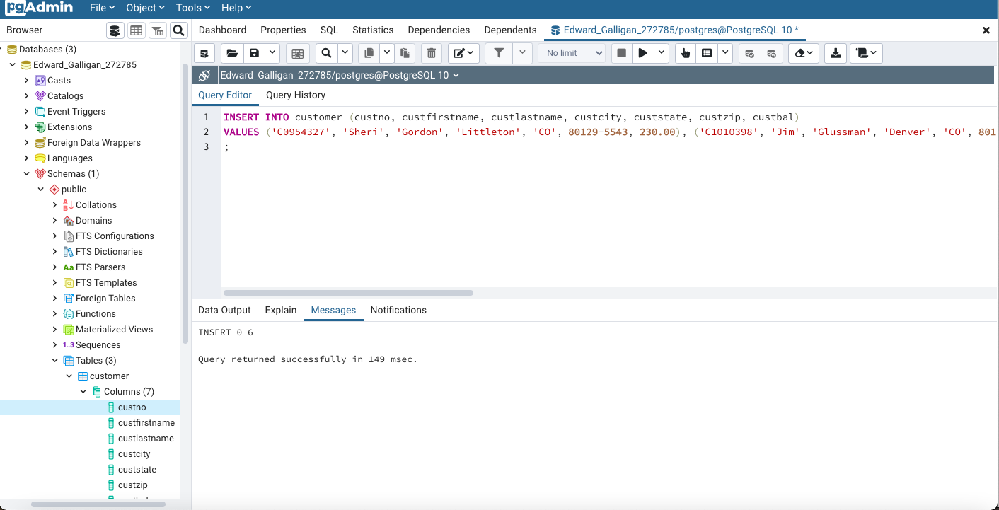 pgAdmin File Object Tools Help
Browser
Dashboard Properties SQL Statistics Dependencies Dependents Edward_Galligan_272785/postgres@PostgreSQL 10 *
Databases (3)
Edward_Galligan_272785
Casts
Catalogs
Event Triggers
Extensions
Foreign Data Wrappers
Languages
Schemas (1)
public
Collations
Domains
FTS Configurations
FTS Dictionaries
Aa FTS Parsers
FTS Templates
Foreign Tables
Functions
Materialized Views
1..3 Sequences
Tables (3)
customer
Columns (7)
custno
custfirstname
custlastname
custcity
custstate
custzip
No limit
Edward_Galligan_272785/postgres@PostgreSQL 10
Query Editor Query History
1 INSERT INTO customer (custno, custfirstname, custlastname, custcity, custstate, custzip, custbal)
2 VALUES ('C0954327', 'Sheri', 'Gordon', 'Littleton', 'CO', 80129-5543, 230.00), ('C1010398', 'Jim', 'Glussman', 'Denver', 'CO', 801
3 ;
Data Output Explain Messages Notifications
INSERT 0 6
Query returned successfully in 149 msec.